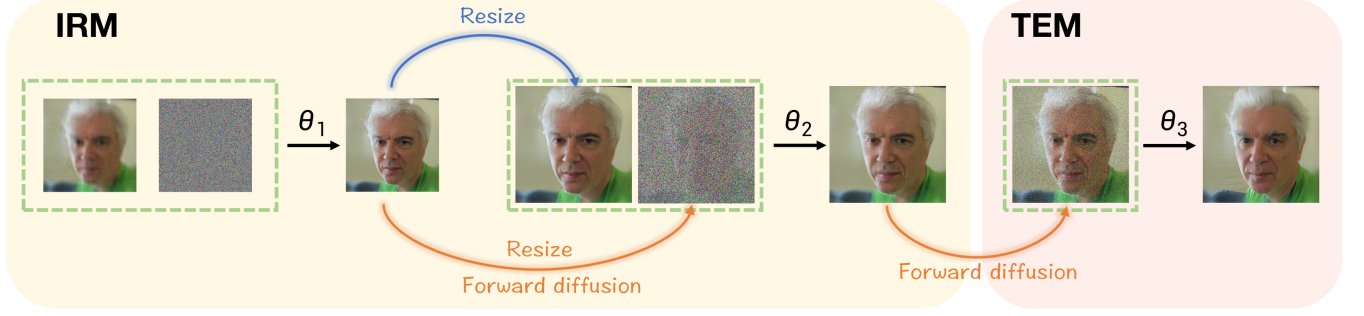 IRM
TEM
Resize
θ1
θ2
θ3
Resize
Forward diffusion
Forward diffusion